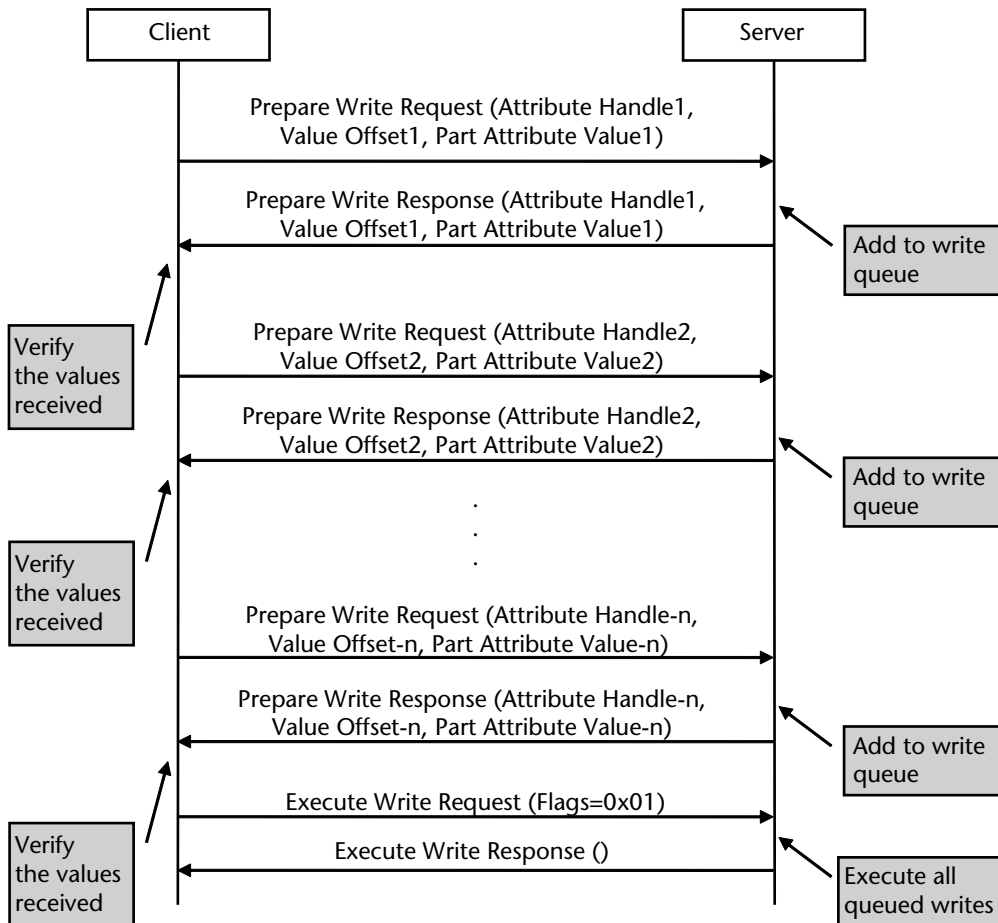 Client
Server
Prepare Write Request (Attribute Handle1,
Value Offset1, Part Attribute Value1)
Prepare Write Response (Attribute Handle1,
Value Offset1, Part Attribute Value1)
Add to write
queue
Verify
the values
received
Prepare Write Request (Attribute Handle2,
Value Offset2, Part Attribute Value2)
Prepare Write Response (Attribute Handle2,
Value Offset2, Part Attribute Value2)
Add to write
queue
Verify
the values
received
.
.
.
Prepare Write Request (Attribute Handle-n,
Value Offset-n, Part Attribute Value-n)
Prepare Write Response (Attribute Handle-n,
Value Offset-n, Part Attribute Value-n)
Add to write
queue
Verify
the values
received
Execute Write Request (Flags=0x01)
Execute Write Response ()
Execute all
queued writes